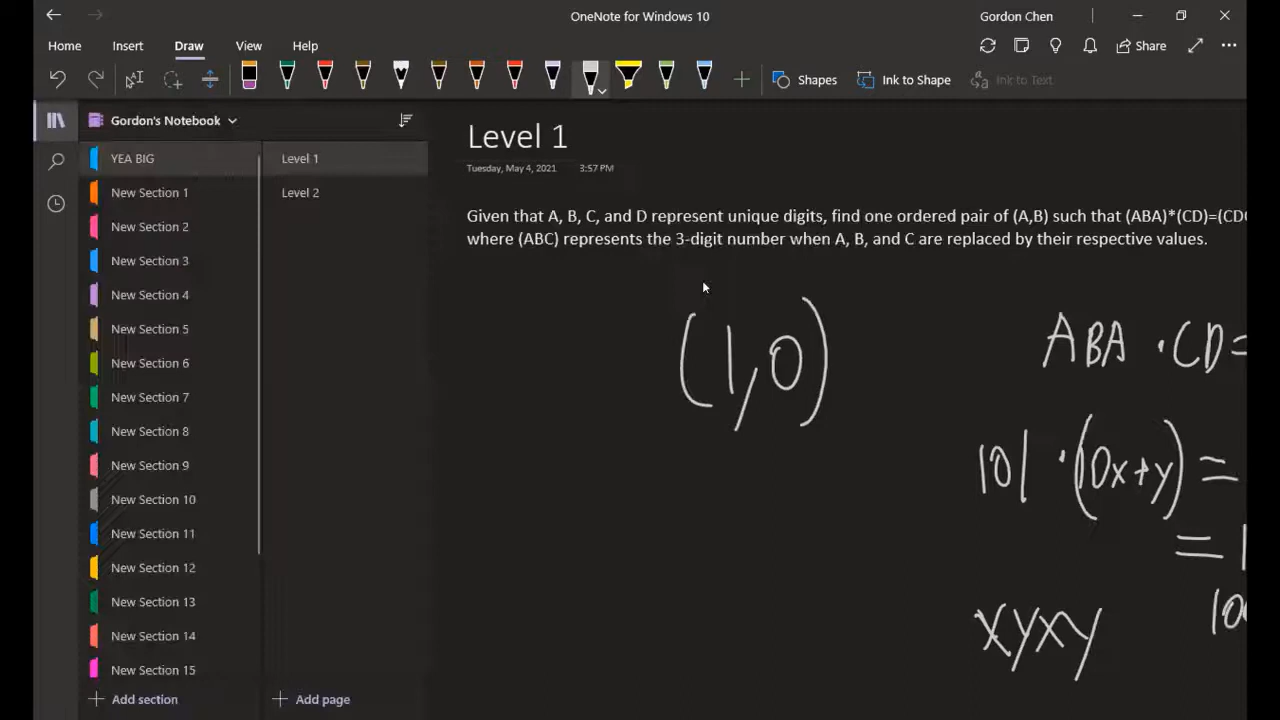 OneNote for Windows 10
Gordon Chen
Home Insert Draw View Help
Share
Shapes Ink to Shape Ink to Text
Gordon's Notebook
YEA BIG
New Section 1
New Section 2
New Section 3
New Section 4
New Section 5
New Section 6
New Section 7
New Section 8
New Section 9
New Section 10
New Section 11
New Section 12
New Section 13
New Section 14
New Section 15
Add section
Level 1
Level 2
Add page
Level 1
Tuesday, May 4, 2021 3:57 PM
Given that A, B, C, and D represent unique digits, find one ordered pair of (A,B) such that (ABA)*(CD)=(CDC
where (ABC) represents the 3-digit number when A, B, and C are replaced by their respective values.
(1,0)
ABA · CD =
101 · (10x+y) =
= 1
10
xyxy